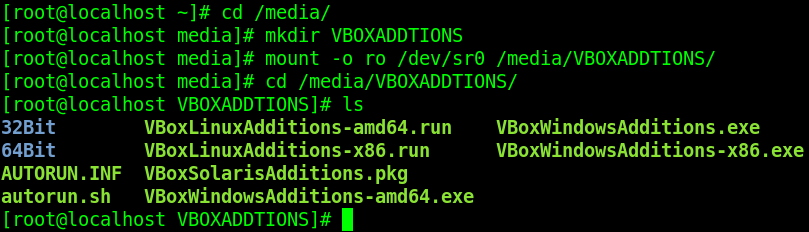 [root@localhost ~]# cd /media/
[root@localhost media]# mkdir VBOXADDTIONS
[root@localhost media]# mount -o ro /dev/sr0 /media/VBOXADDTIONS/
[root@localhost media]# cd /media/VBOXADDTIONS/
[root@localhost VBOXADDTIONS]# ls
32Bit        VBoxLinuxAdditions-amd64.run    VBoxWindowsAdditions.exe
64Bit        VBoxLinuxAdditions-x86.run      VBoxWindowsAdditions-x86.exe
AUTORUN.INF  VBoxSolarisAdditions.pkg
autorun.sh   VBoxWindowsAdditions-amd64.exe
[root@localhost VBOXADDTIONS]#